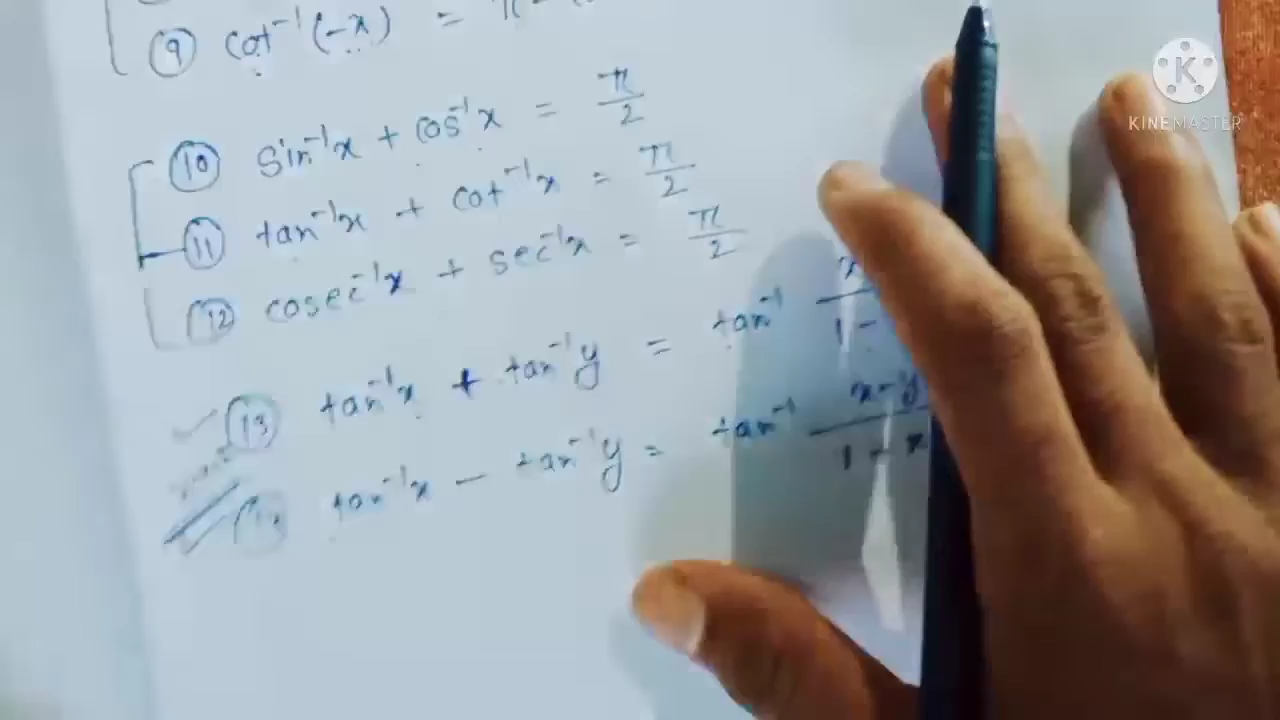 ⑨ cot⁻¹(-x) = π -
⑩ sin⁻¹x + cos⁻¹x = π/2
⑪ tan⁻¹x + cot⁻¹x = π/2
⑫ cosec⁻¹x + sec⁻¹x = π/2
⑬ tan⁻¹x + tan⁻¹y = tan⁻¹ x / 1 -
tan⁻¹x - tan⁻¹y = tan⁻¹ x-y / 1 - x
K
KINEMASTER